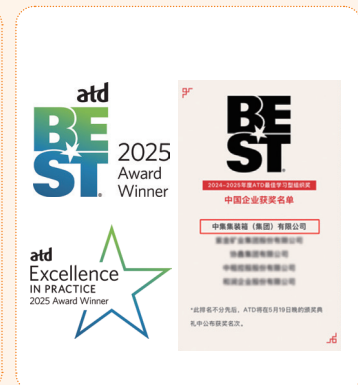 atd
BEST
2025
Award
Winner
atd
Excellence
IN PRACTICE
2025 Award Winner
BEST
2024-2025年度ATD最佳学习型组织奖
中国企业获奖名单
中集集装箱（集团）有限公司
*此排名不分先后，ATD将在5月19日晚的颁奖典
礼中公布获奖名次。